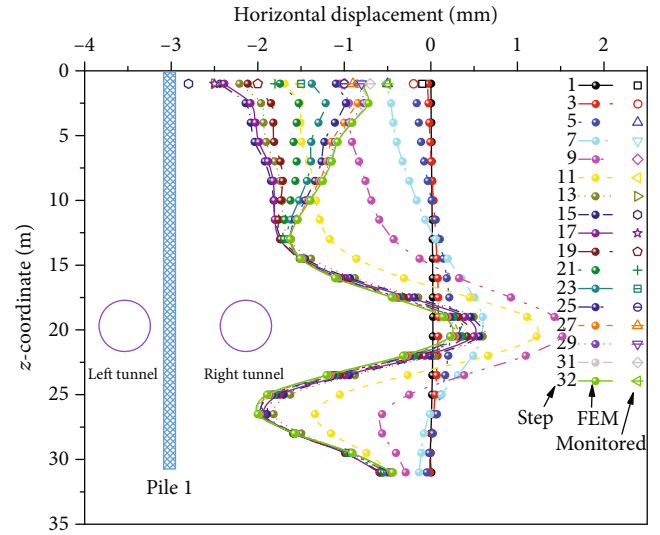 Horizontal displacement (mm)
−4 −3 −2 −1 0 1 2
z-coordinate (m)
0
5
10
15
20
25
30
35
1
3
5
7
9
11
13
15
17
19
21
23
25
27
29
31
32
Left tunnel
Right tunnel
Step
FEM
Monitored
Pile 1